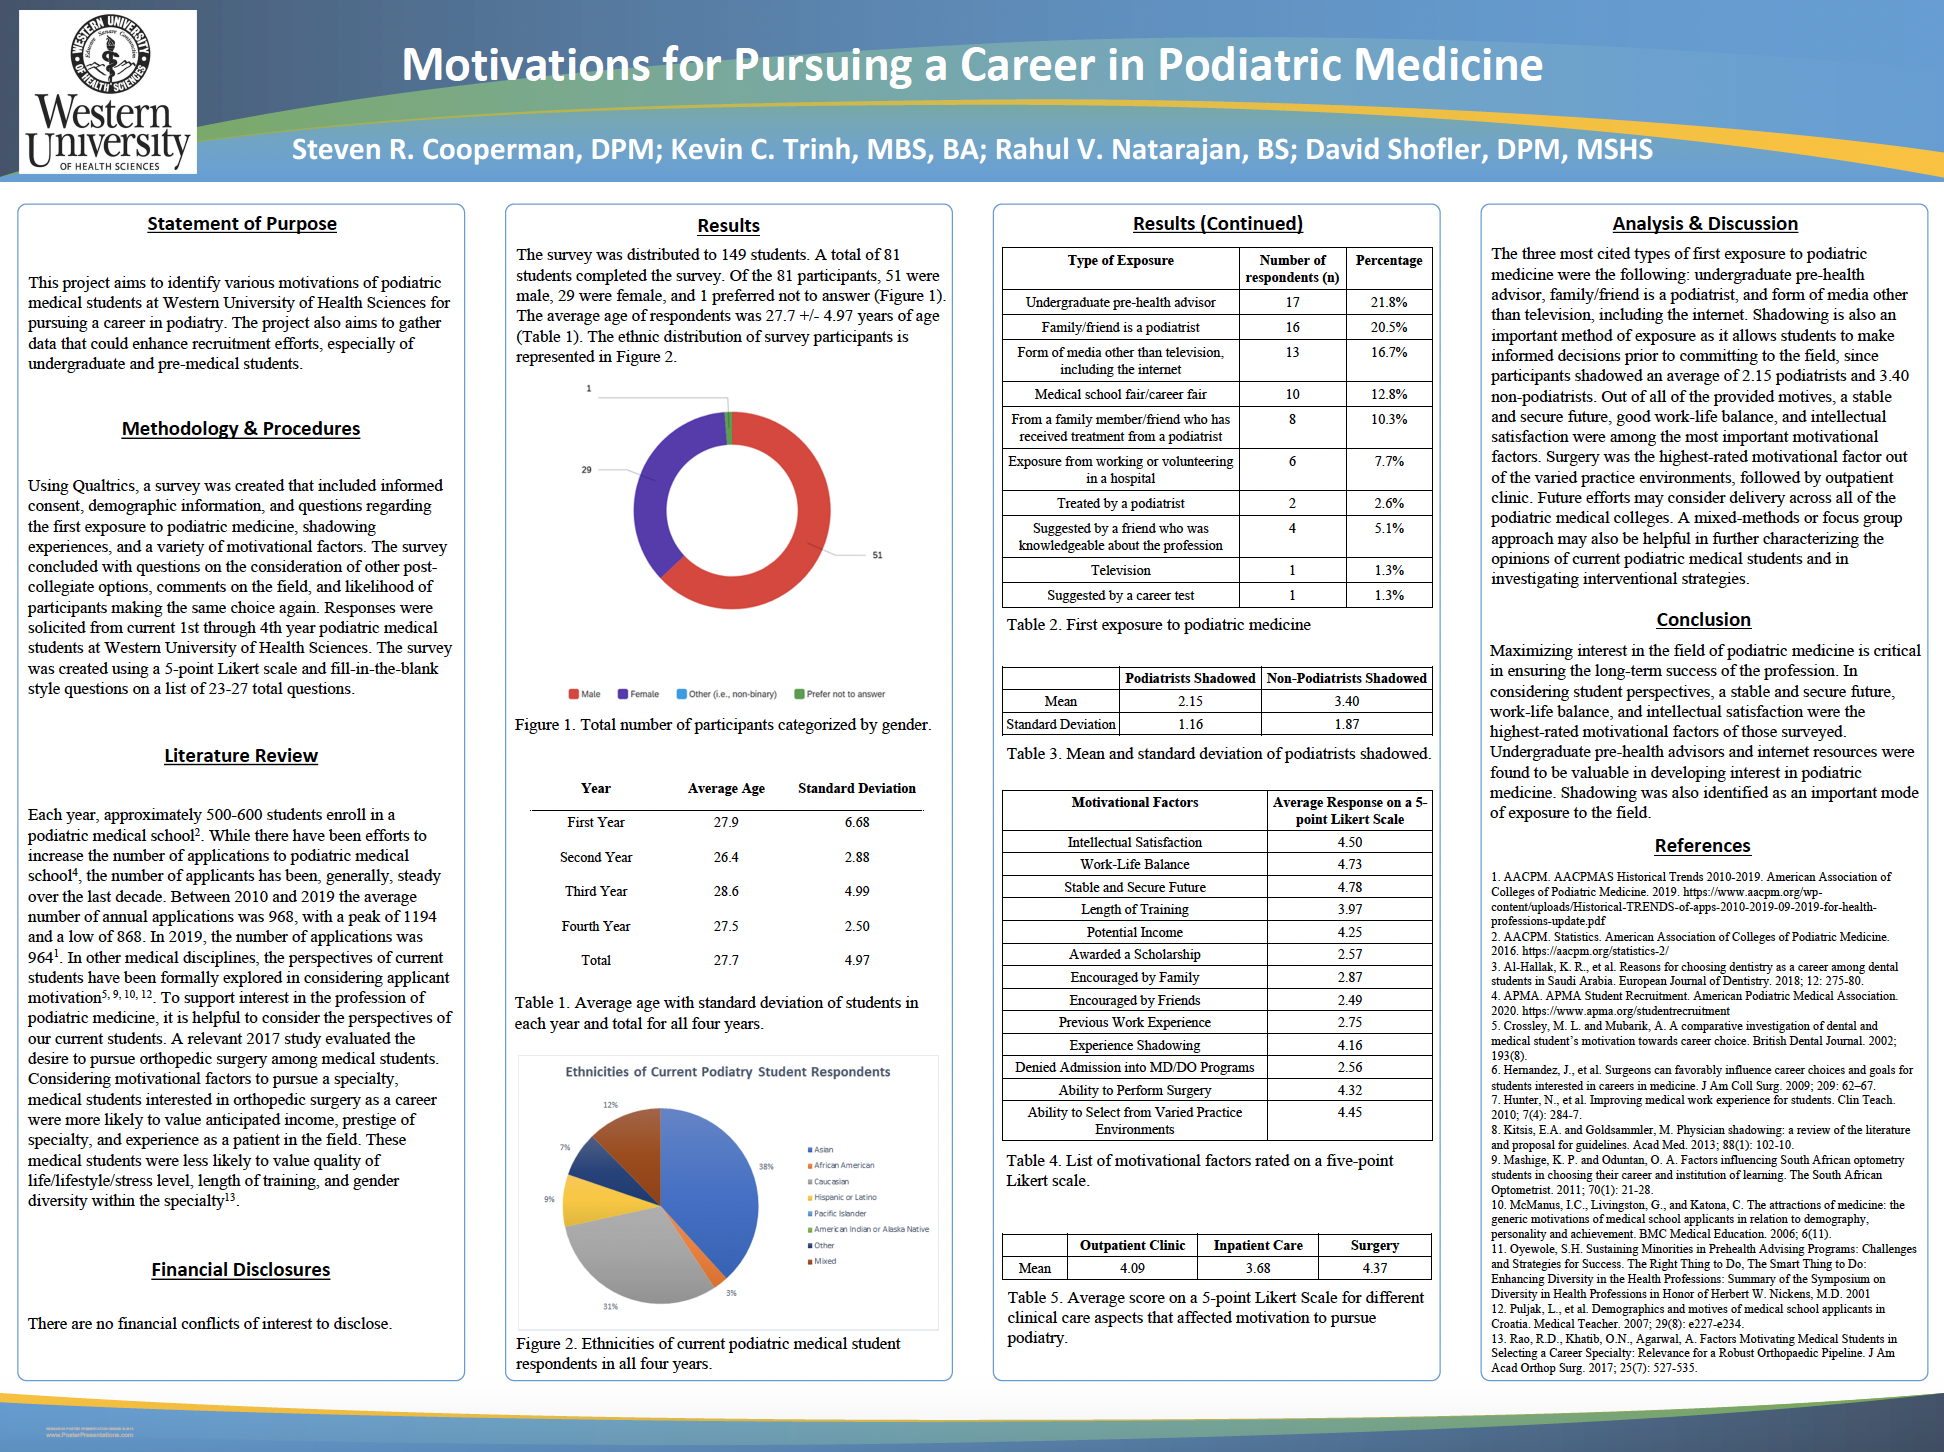 WESTERN UNIVERSITY
OF HEALTH SCIENCES
Western
University
OF HEALTH SCIENCES
Motivations for Pursuing a Career in Podiatric Medicine
Steven R. Cooperman, DPM; Kevin C. Trinh, MBS, BA; Rahul V. Natarajan, BS; David Shofler, DPM, MSHS
Statement of Purpose
This project aims to identify various motivations of podiatric
medical students at Western University of Health Sciences for
pursuing a career in podiatry. The project also aims to gather
data that could enhance recruitment efforts, especially of
undergraduate and pre-medical students.
Methodology & Procedures
Using Qualtrics, a survey was created that included informed
consent, demographic information, and questions regarding
the first exposure to podiatric medicine, shadowing
experiences, and a variety of motivational factors. The survey
concluded with questions on the consideration of other post-
collegiate options, comments on the field, and likelihood of
participants making the same choice again. Responses were
solicited from current 1st through 4th year podiatric medical
students at Western University of Health Sciences. The survey
was created using a 5-point Likert scale and fill-in-the-blank
style questions on a list of 23-27 total questions.
Literature Review
Each year, approximately 500-600 students enroll in a
podiatric medical school2. While there have been efforts to
increase the number of applications to podiatric medical
school4, the number of applicants has been, generally, steady
over the last decade. Between 2010 and 2019 the average
number of annual applications was 968, with a peak of 1194
and a low of 868. In 2019, the number of applications was
9641. In other medical disciplines, the perspectives of current
students have been formally explored in considering applicant
motivation5, 9, 10, 12. To support interest in the profession of
podiatric medicine, it is helpful to consider the perspectives of
our current students. A relevant 2017 study evaluated the
desire to pursue orthopedic surgery among medical students.
Considering motivational factors to pursue a specialty,
medical students interested in orthopedic surgery as a career
were more likely to value anticipated income, prestige of
specialty, and experience as a patient in the field. These
medical students were less likely to value quality of
life/lifestyle/stress level, length of training, and gender
diversity within the specialty13.
Financial Disclosures
There are no financial conflicts of interest to disclose.
Results
The survey was distributed to 149 students. A total of 81
students completed the survey. Of the 81 participants, 51 were
male, 29 were female, and 1 preferred not to answer (Figure 1).
The average age of respondents was 27.7 +/- 4.97 years of age
(Table 1). The ethnic distribution of survey participants is
represented in Figure 2.
1
29
51
Male Female Other (i.e., non-binary) Prefer not to answer
Figure 1. Total number of participants categorized by gender.
Year Average Age Standard Deviation
First Year 27.9 6.68
Second Year 26.4 2.88
Third Year 28.6 4.99
Fourth Year 27.5 2.50
Total 27.7 4.97
Table 1. Average age with standard deviation of students in
each year and total for all four years.
Ethnicities of Current Podiatry Student Respondents
12%
7%
9%
31%
3%
38%
Asian
African American
Caucasian
Hispanic or Latino
Pacific Islander
American Indian or Alaska Native
Other
Mixed
Figure 2. Ethnicities of current podiatric medical student
respondents in all four years.
Results (Continued)
Type of Exposure Number of respondents (n) Percentage
Undergraduate pre-health advisor 17 21.8%
Family/friend is a podiatrist 16 20.5%
Form of media other than television, including the internet 13 16.7%
Medical school fair/career fair 10 12.8%
From a family member/friend who has received treatment from a podiatrist 8 10.3%
Exposure from working or volunteering in a hospital 6 7.7%
Treated by a podiatrist 2 2.6%
Suggested by a friend who was knowledgeable about the profession 4 5.1%
Television 1 1.3%
Suggested by a career test 1 1.3%
Table 2. First exposure to podiatric medicine
Podiatrists Shadowed Non-Podiatrists Shadowed
Mean 2.15 3.40
Standard Deviation 1.16 1.87
Table 3. Mean and standard deviation of podiatrists shadowed.
Motivational Factors Average Response on a 5-point Likert Scale
Intellectual Satisfaction 4.50
Work-Life Balance 4.73
Stable and Secure Future 4.78
Length of Training 3.97
Potential Income 4.25
Awarded a Scholarship 2.57
Encouraged by Family 2.87
Encouraged by Friends 2.49
Previous Work Experience 2.75
Experience Shadowing 4.16
Denied Admission into MD/DO Programs 2.56
Ability to Perform Surgery 4.32
Ability to Select from Varied Practice Environments 4.45
Table 4. List of motivational factors rated on a five-point
Likert scale.
Outpatient Clinic Inpatient Care Surgery
Mean 4.09 3.68 4.37
Table 5. Average score on a 5-point Likert Scale for different
clinical care aspects that affected motivation to pursue
podiatry.
Analysis & Discussion
The three most cited types of first exposure to podiatric
medicine were the following: undergraduate pre-health
advisor, family/friend is a podiatrist, and form of media other
than television, including the internet. Shadowing is also an
important method of exposure as it allows students to make
informed decisions prior to committing to the field, since
participants shadowed an average of 2.15 podiatrists and 3.40
non-podiatrists. Out of all of the provided motives, a stable
and secure future, good work-life balance, and intellectual
satisfaction were among the most important motivational
factors. Surgery was the highest-rated motivational factor out
of the varied practice environments, followed by outpatient
clinic. Future efforts may consider delivery across all of the
podiatric medical colleges. A mixed-methods or focus group
approach may also be helpful in further characterizing the
opinions of current podiatric medical students and in
investigating interventional strategies.
Conclusion
Maximizing interest in the field of podiatric medicine is critical
in ensuring the long-term success of the profession. In
considering student perspectives, a stable and secure future,
work-life balance, and intellectual satisfaction were the
highest-rated motivational factors of those surveyed.
Undergraduate pre-health advisors and internet resources were
found to be valuable in developing interest in podiatric
medicine. Shadowing was also identified as an important mode
of exposure to the field.
References
1. AACPM. AACPMAS Historical Trends 2010-2019. American Association of
Colleges of Podiatric Medicine. 2019. https://www.aacpm.org/wp-
content/uploads/Historical-TRENDS-of-apps-2010-2019-09-2019-for-health-
professions-update.pdf
2. AACPM. Statistics. American Association of Colleges of Podiatric Medicine.
2016. https://aacpm.org/statistics-2/
3. Al-Hallak, K. R., et al. Reasons for choosing dentistry as a career among dental
students in Saudi Arabia. European Journal of Dentistry. 2018; 12: 275-80.
4. APMA. APMA Student Recruitment. American Podiatric Medical Association.
2020. https://www.apma.org/studentrecruitment
5. Crossley, M. L. and Mubarik, A. A comparative investigation of dental and
medical student’s motivation towards career choice. British Dental Journal. 2002;
193(8).
6. Hernandez, J., et al. Surgeons can favorably influence career choices and goals for
students interested in careers in medicine. J Am Coll Surg. 2009; 209: 62–67.
7. Hunter, N., et al. Improving medical work experience for students. Clin Teach.
2010; 7(4): 284-7.
8. Kitsis, E.A. and Goldsammler, M. Physician shadowing: a review of the literature
and proposal for guidelines. Acad Med. 2013; 88(1): 102-10.
9. Mashige, K. P. and Oduntan, O. A. Factors influencing South African optometry
students in choosing their career and institution of learning. The South African
Optometrist. 2011; 70(1): 21-28.
10. McManus, I.C., Livingston, G., and Katona, C. The attractions of medicine: the
generic motivations of medical school applicants in relation to demography,
personality and achievement. BMC Medical Education. 2006; 6(11).
11. Oyewole, S.H. Sustaining Minorities in Prehealth Advising Programs: Challenges
and Strategies for Success. The Right Thing to Do, The Smart Thing to Do:
Enhancing Diversity in the Health Professions: Summary of the Symposium on
Diversity in Health Professions in Honor of Herbert W. Nickens, M.D. 2001
12. Puljak, L., et al. Demographics and motives of medical school applicants in
Croatia. Medical Teacher. 2007; 29(8): e227-e234.
13. Rao, R.D., Khatib, O.N., Agarwal, A. Factors Motivating Medical Students in
Selecting a Career Specialty: Relevance for a Robust Orthopaedic Pipeline. J Am
Acad Orthop Surg. 2017; 25(7): 527-535.
www.PosterPresentations.com